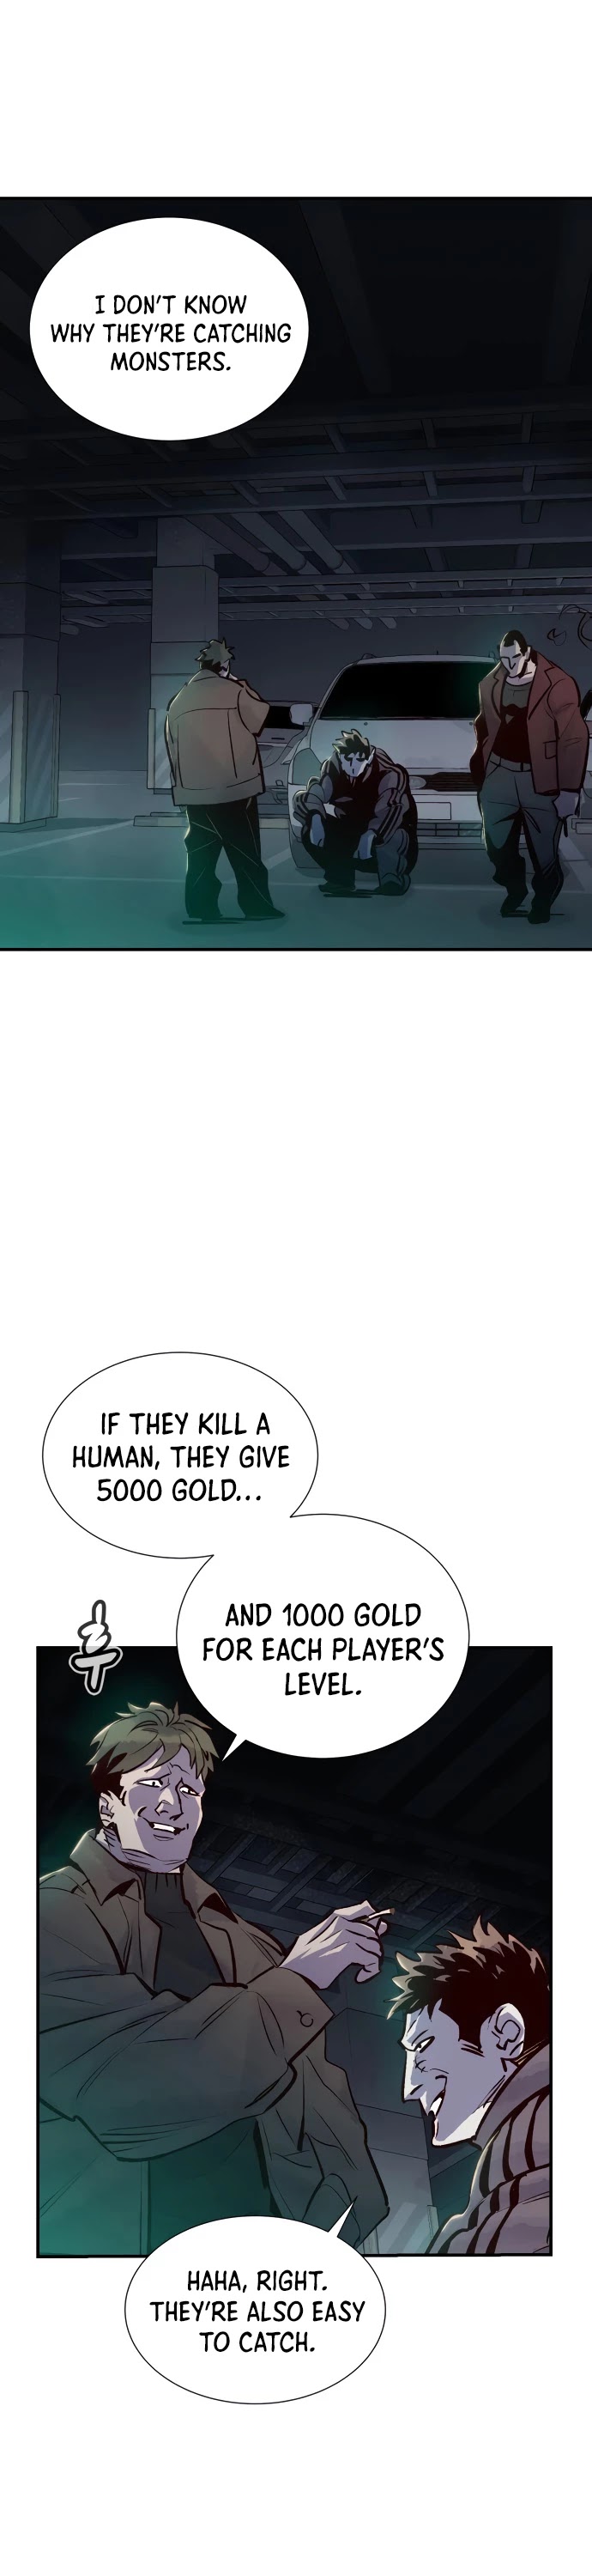 I DON'T KNOW
WHY THEY'RE CATCHING
MONSTERS.
IF THEY KILL A
HUMAN, THEY GIVE
5000 GOLD...
AND 1000 GOLD
FOR EACH PLAYER'S
LEVEL.
후
HAHA, RIGHT.
THEY'RE ALSO EASY
TO CATCH.